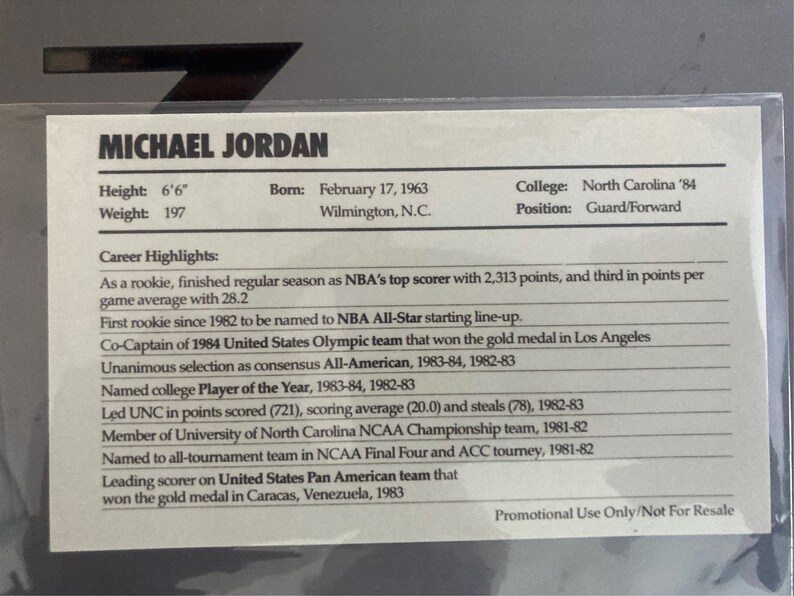 MICHAEL JORDAN
Height: 6'6" Born: February 17, 1963 College: North Carolina '84
Weight: 197 Wilmington, N.C. Position: Guard/Forward
Career Highlights:
As a rookie, finished regular season as NBA's top scorer with 2,313 points, and third in points per
game average with 28.2
First rookie since 1982 to be named to NBA All-Star starting line-up.
Co-Captain of 1984 United States Olympic team that won the gold medal in Los Angeles
Unanimous selection as consensus All-American, 1983-84, 1982-83
Named college Player of the Year, 1983-84, 1982-83
Led UNC in points scored (721), scoring average (20.0) and steals (78), 1982-83
Member of University of North Carolina NCAA Championship team, 1981-82
Named to all-tournament team in NCAA Final Four and ACC tourney, 1981-82
Leading scorer on United States Pan American team that
won the gold medal in Caracas, Venezuela, 1983
Promotional Use Only/Not For Resale